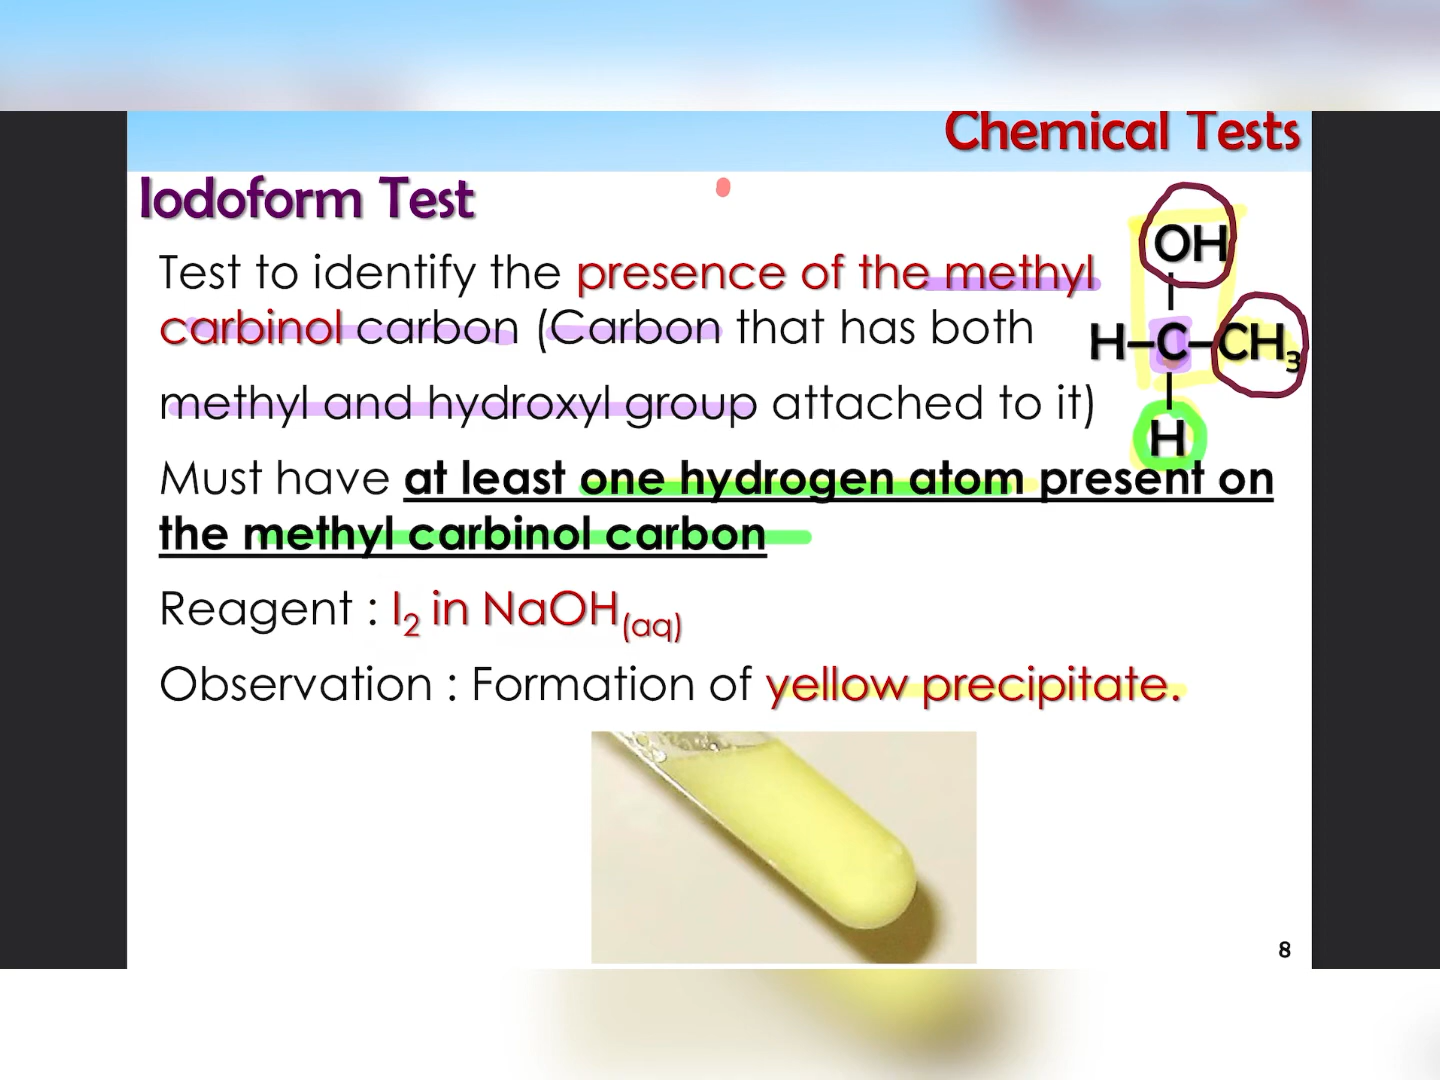 Chemical Tests
Iodoform Test
Test to identify the presence of the methyl
carbinol carbon (Carbon that has both
methyl and hydroxyl group attached to it)
OH
H–C–CH₃
H
Must have at least one hydrogen atom present on
the methyl carbinol carbon
Reagent : I₂ in NaOH(aq)
Observation : Formation of yellow precipitate.
8